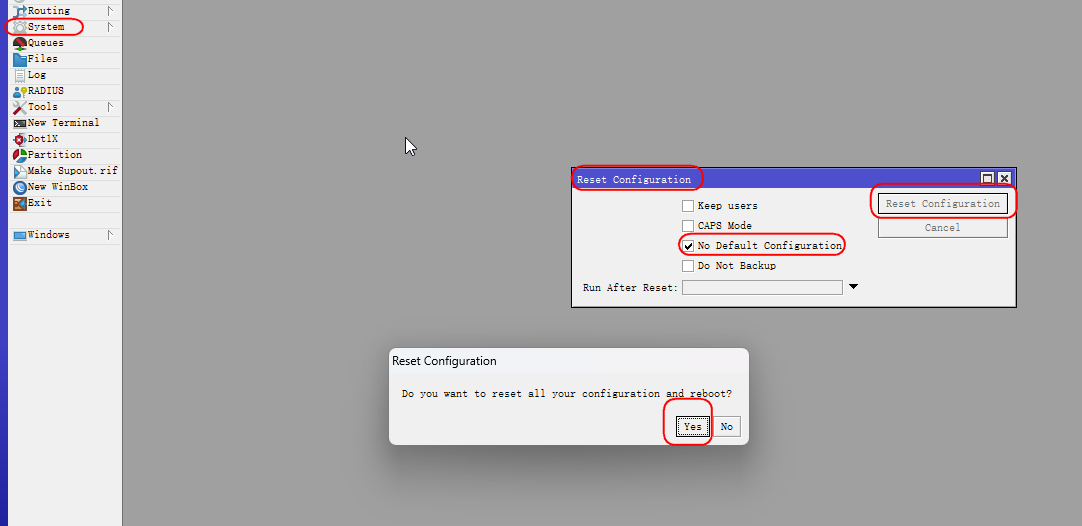 Routing
System
Queues
Files
Log
RADIUS
Tools
New Terminal
Dot1X
Partition
Make Supout.rif
New WinBox
Exit
Windows
Reset Configuration
Keep users
CAPS Mode
No Default Configuration
Do Not Backup
Run After Reset:
Reset Configuration
Cancel
Reset Configuration
Do you want to reset all your configuration and reboot?
Yes No